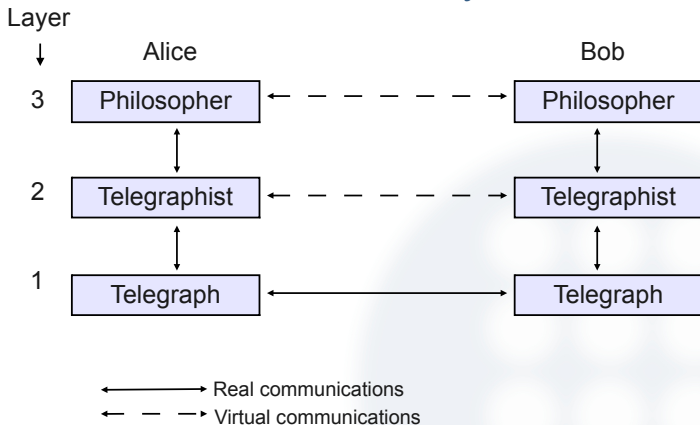 Layer
Alice Bob
3 Philosopher Philosopher
2 Telegraphist Telegraphist
1 Telegraph Telegraph
Real communications
Virtual communications